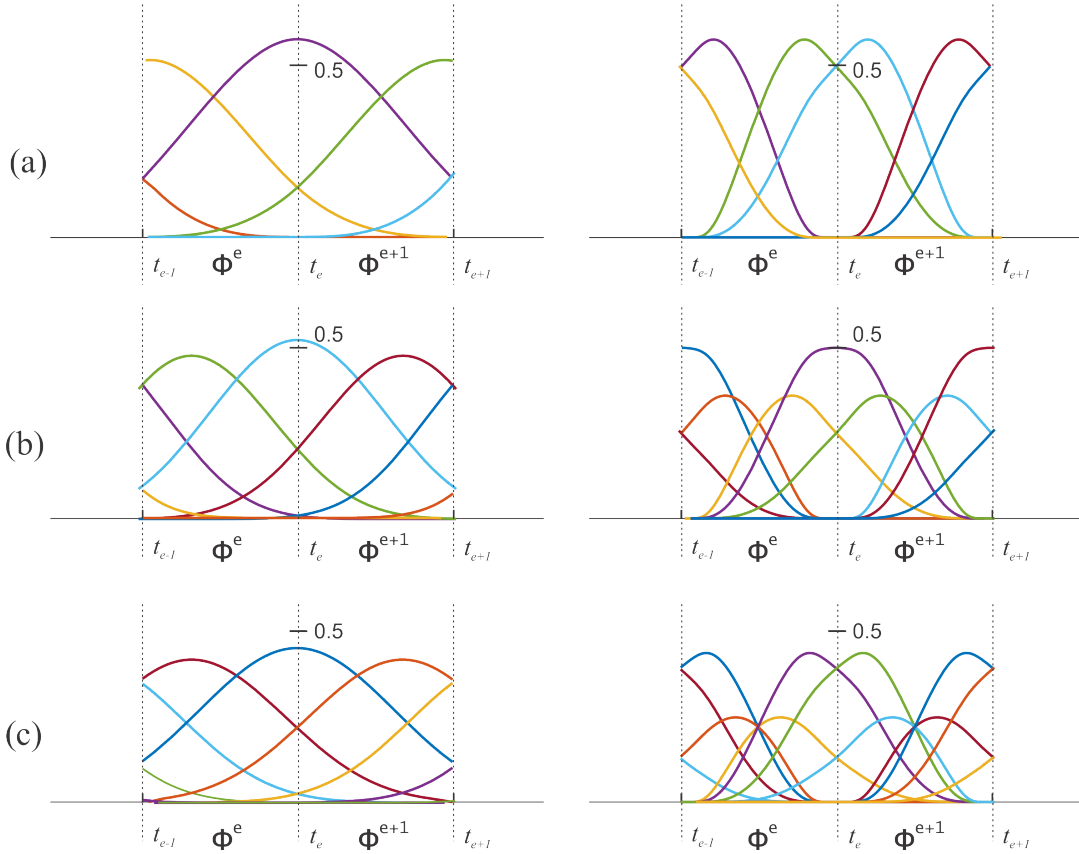 0.5 0.5
(a)
t_{e-1} Φ^e t_e Φ^{e+1} t_{e+1} t_{e-1} Φ^e t_e Φ^{e+1} t_{e+1}
0.5 0.5
(b)
t_{e-1} Φ^e t_e Φ^{e+1} t_{e+1} t_{e-1} Φ^e t_e Φ^{e+1} t_{e+1}
0.5 0.5
(c)
t_{e-1} Φ^e t_e Φ^{e+1} t_{e+1} t_{e-1} Φ^e t_e Φ^{e+1} t_{e+1}